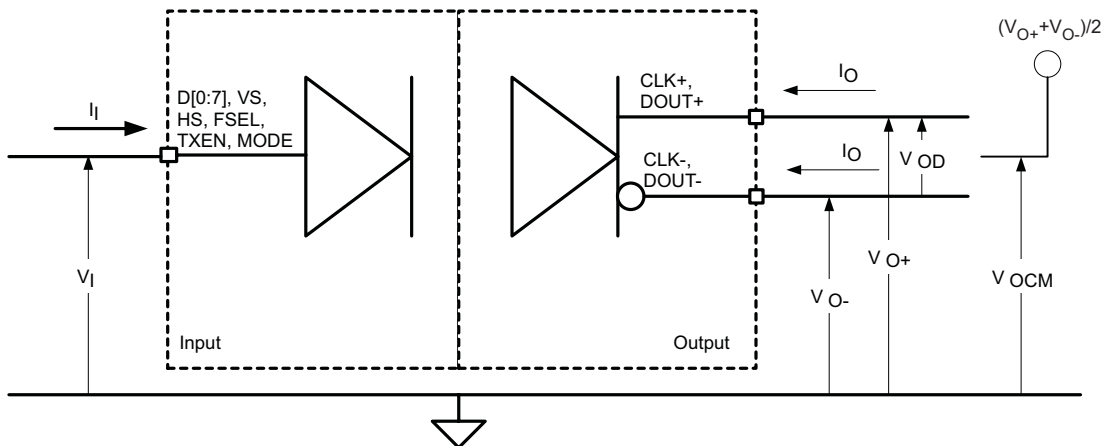 (VO++VO-)/2
II
D[0:7], VS,
HS, FSEL,
TXEN, MODE
CLK+,
DOUT+
IO
CLK-,
DOUT-
IO
V OD
VI
V O-
V O+
V OCM
Input
Output